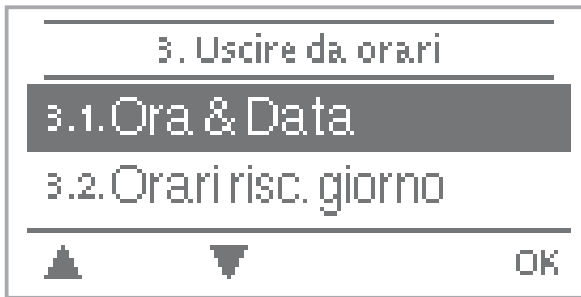 3. Uscire da orari
3.1. Ora & Data
3.2. Orari risc. giorno
OK